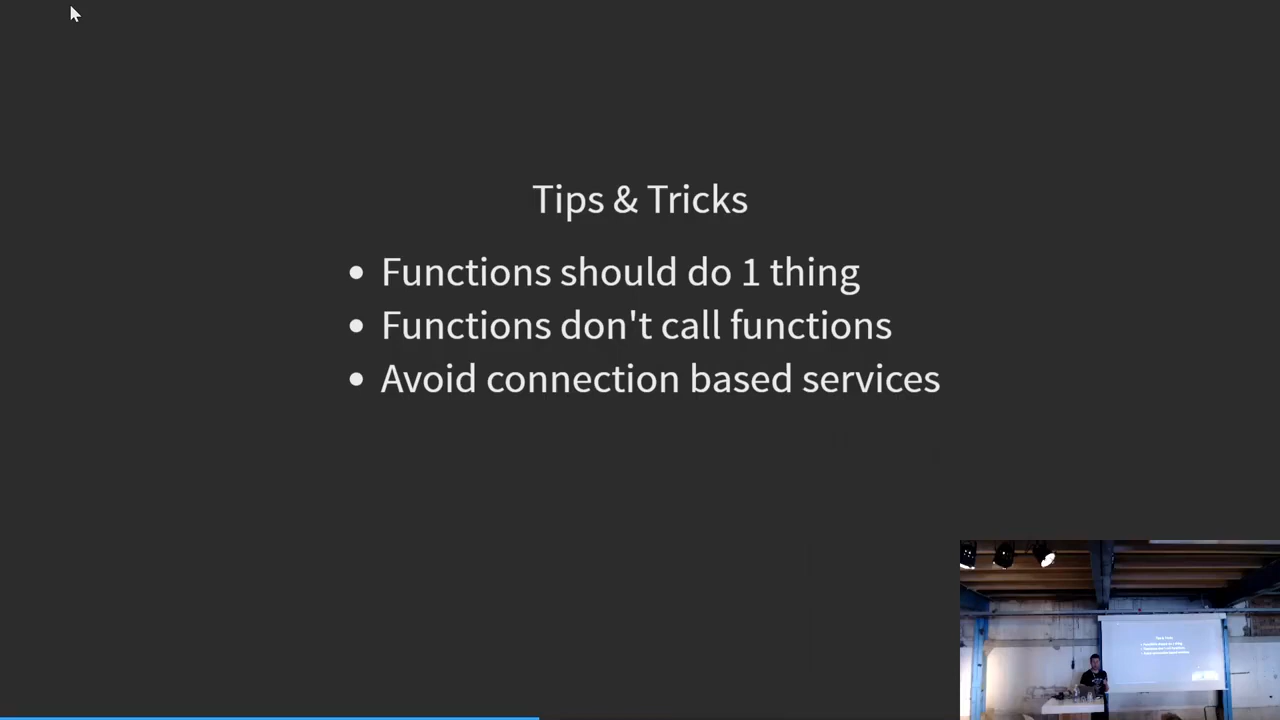 Tips & Tricks
• Functions should do 1 thing
• Functions don't call functions
• Avoid connection based services